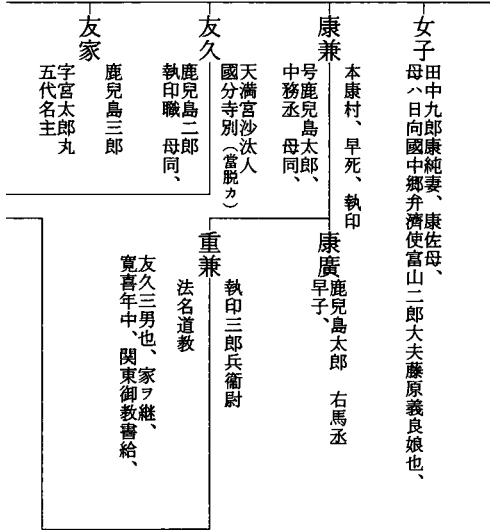 女子
田中九郎康純妻、康佐母、
母ハ日向國中郷弁濟使富山二郎大夫藤原義良娘也、
康兼
本康村、早死、執印
号鹿兒島太郎、
中務丞　母同、
康廣
鹿兒島太郎　右馬丞
早子、
友久
天満宮沙汰人
國分寺別（當脱カ）
鹿兒島二郎
執印職　母同、
重兼
執印三郎兵衞尉
法名道教
友久三男也、家ヲ継、
寛喜年中、関東御教書給、
友家
鹿兒島三郎
字宮太郎丸
五代名主